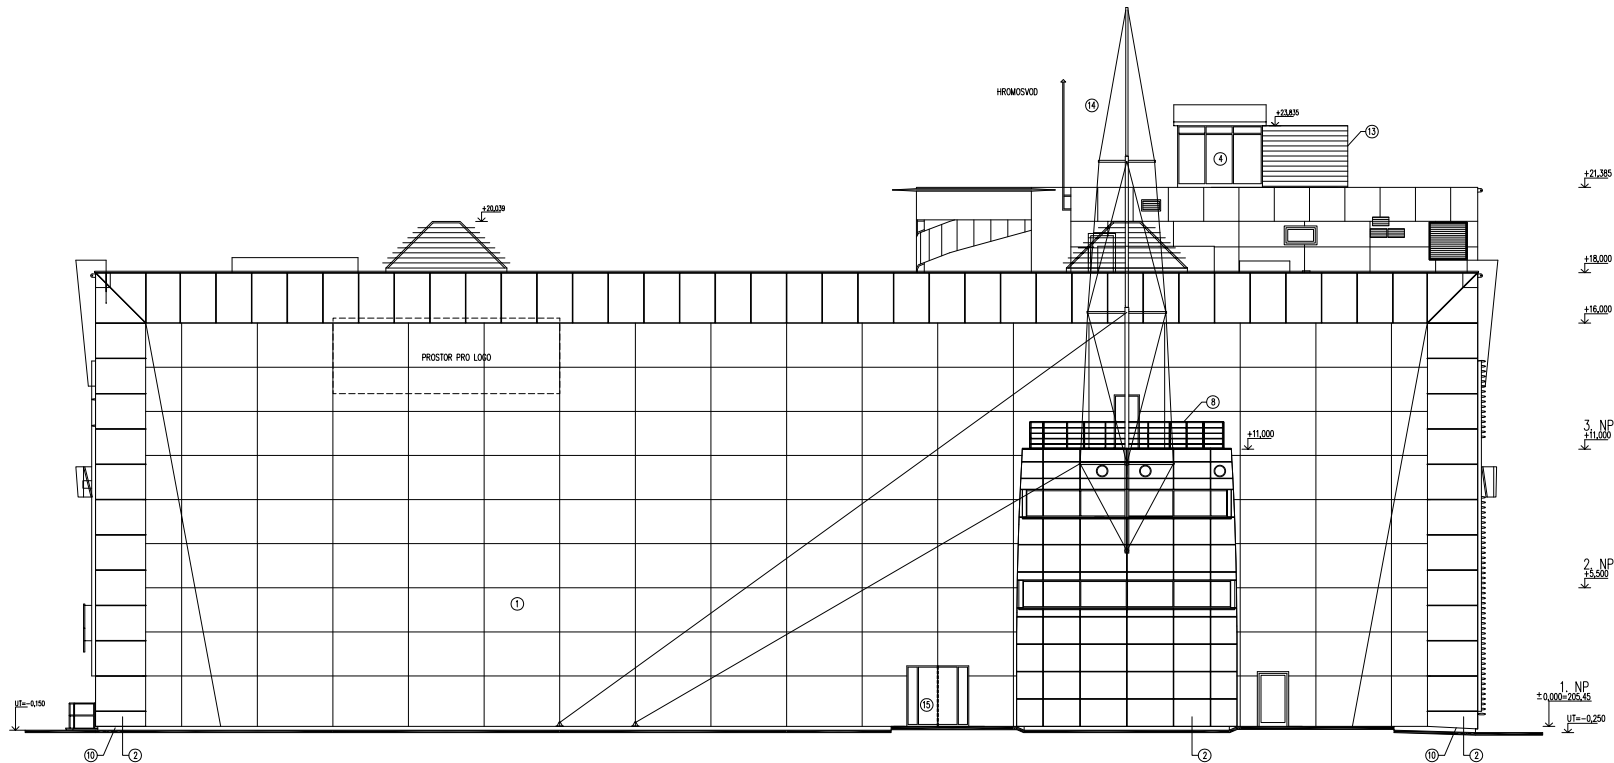 HROMOSVOD
14
+23,835
13
4
+21,385
+20,039
+18,000
+16,000
PROSTOR PRO LOGO
8
3. NP
+11,000
+11,000
2. NP
+5,500
1
1. NP
±0,000=205,45
UT=-0,150
15
UT=-0,250
10
2
2
10
2